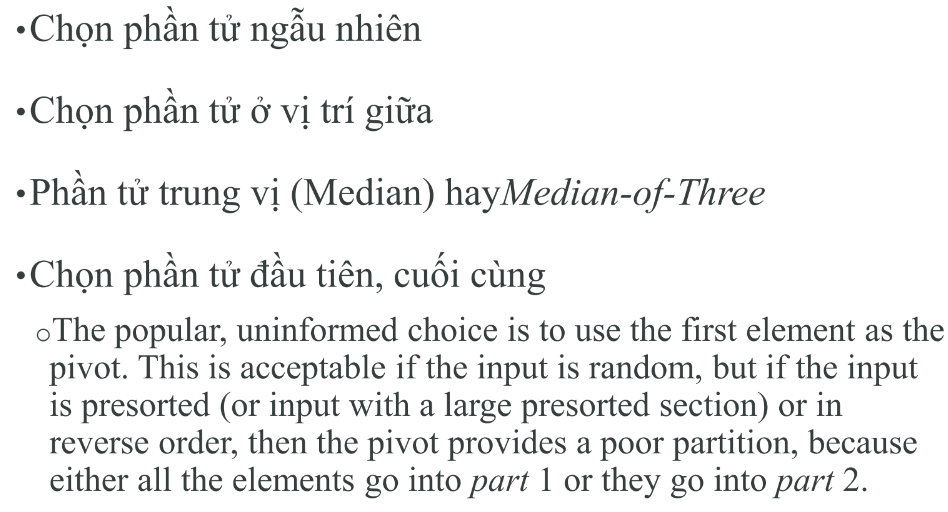 •Chọn phần tử ngẫu nhiên
•Chọn phần tử ở vị trí giữa
•Phần tử trung vị (Median) hayMedian-of-Three
•Chọn phần tử đầu tiên, cuối cùng
oThe popular, uninformed choice is to use the first element as the
pivot. This is acceptable if the input is random, but if the input
is presorted (or input with a large presorted section) or in
reverse order, then the pivot provides a poor partition, because
either all the elements go into part 1 or they go into part 2.